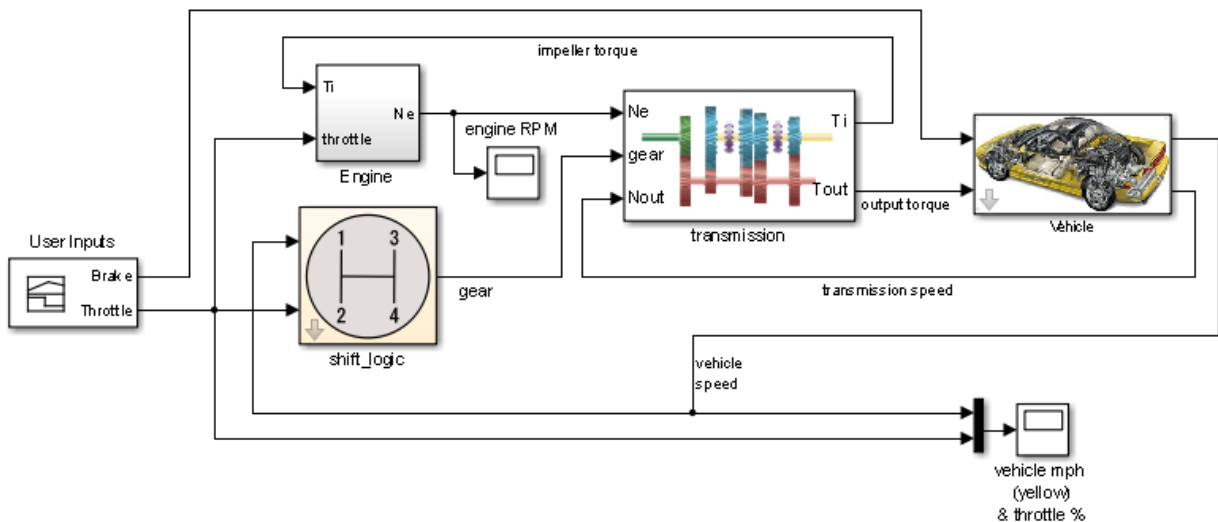 impeller torque
Ti
Ne
throttle
Engine
engine RPM
Ne
gear
Nout
Ti
Tout
transmission
output torque
Vehicle
transmission speed
User Inputs
Brake
Throttle
1 3
2 4
shift_logic
gear
vehicle
speed
vehicle mph
(yellow)
& throttle %